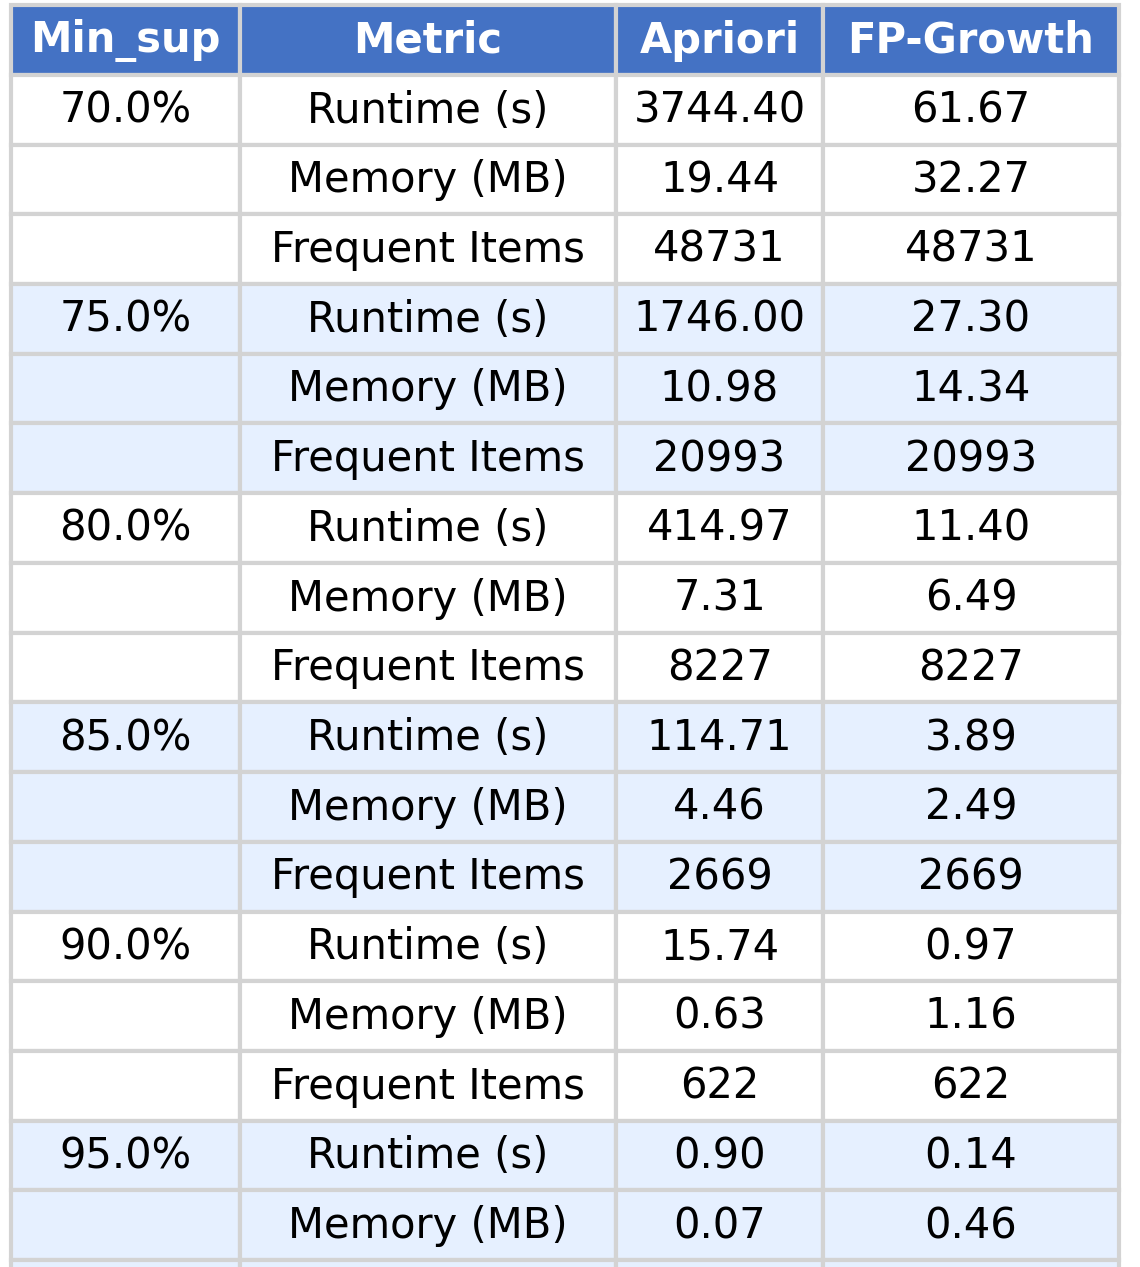 Min_sup Metric Apriori FP-Growth
70.0% Runtime (s) 3744.40 61.67
Memory (MB) 19.44 32.27
Frequent Items 48731 48731
75.0% Runtime (s) 1746.00 27.30
Memory (MB) 10.98 14.34
Frequent Items 20993 20993
80.0% Runtime (s) 414.97 11.40
Memory (MB) 7.31 6.49
Frequent Items 8227 8227
85.0% Runtime (s) 114.71 3.89
Memory (MB) 4.46 2.49
Frequent Items 2669 2669
90.0% Runtime (s) 15.74 0.97
Memory (MB) 0.63 1.16
Frequent Items 622 622
95.0% Runtime (s) 0.90 0.14
Memory (MB) 0.07 0.46